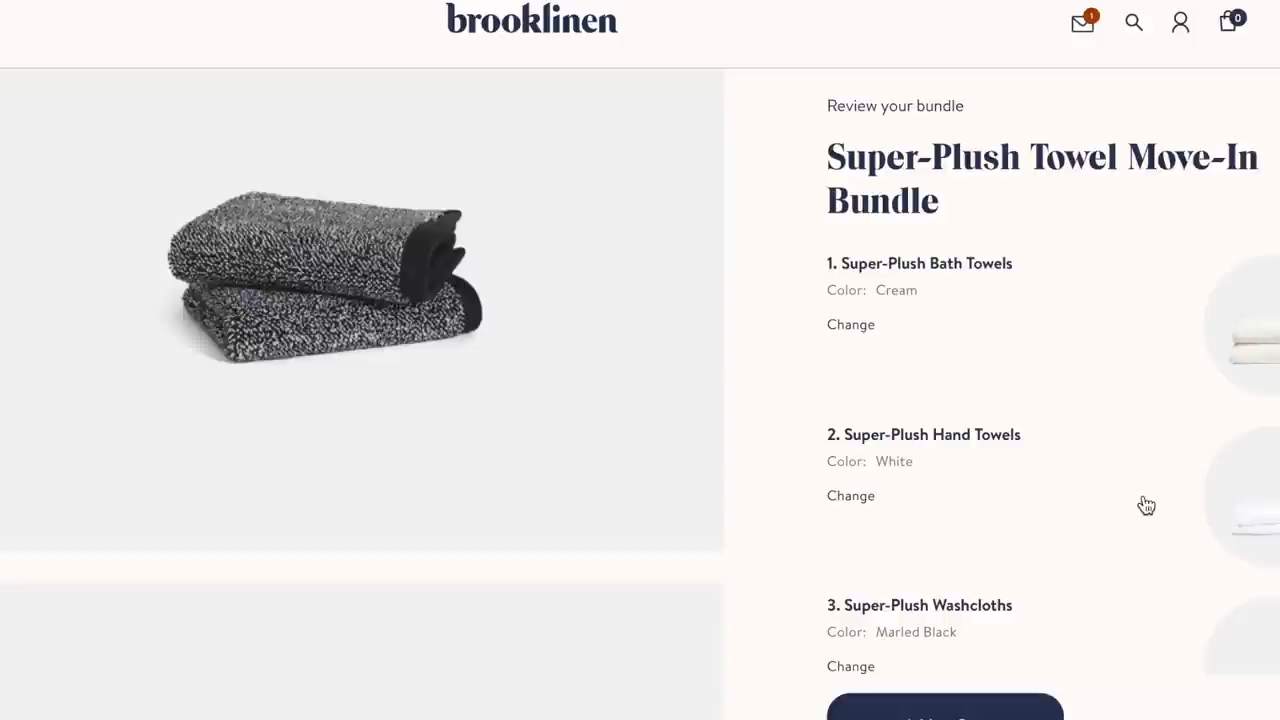 brooklinen
1
0
Review your bundle
Super-Plush Towel Move-In
Bundle
1. Super-Plush Bath Towels
Color: Cream
Change
2. Super-Plush Hand Towels
Color: White
Change
3. Super-Plush Washcloths
Color: Marled Black
Change